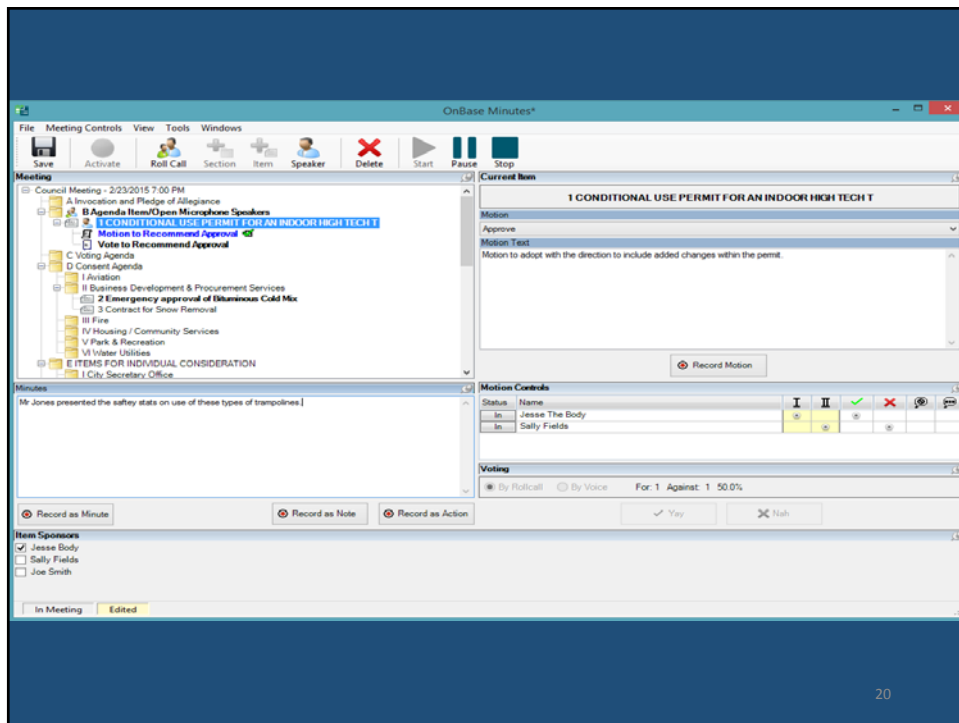 OnBase Minutes*
File Meeting Controls View Tools Windows
Save Activate Roll Call Section Item Speaker Delete Start Pause Stop
Meeting
Council Meeting - 2/23/2015 7:00 PM
A Invocation and Pledge of Allegiance
B Agenda Item/Open Microphone Speakers
1 CONDITIONAL USE PERMIT FOR AN INDOOR HIGH TECH T
Motion to Recommend Approval
Vote to Recommend Approval
C Voting Agenda
D Consent Agenda
I Aviation
II Business Development & Procurement Services
2 Emergency approval of Bituminous Cold Mix
3 Contract for Snow Removal
III Fire
IV Housing / Community Services
V Park & Recreation
VI Water Utilities
E ITEMS FOR INDIVIDUAL CONSIDERATION
I City Secretary Office
Current Item
1 CONDITIONAL USE PERMIT FOR AN INDOOR HIGH TECH T
Motion
Approve
Motion Text
Motion to adopt with the direction to include added changes within the permit.
Record Motion
Minutes
Mr Jones presented the saftey stats on use of these types of trampolines.
Record as Minute Record as Note Record as Action
Motion Controls
Status Name I II
In Jesse The Body
In Sally Fields
Voting
By Rollcall By Voice For: 1 Against: 1 50.0%
Yay Nah
Item Sponsors
Jesse Body
Sally Fields
Joe Smith
In Meeting Edited
20